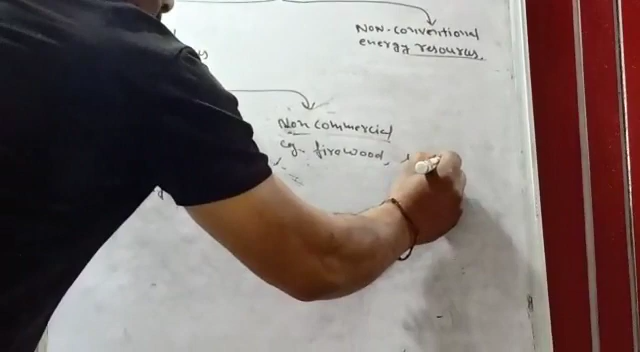 Non-conventional
energy resources.
Non commercial
eg. firewood,